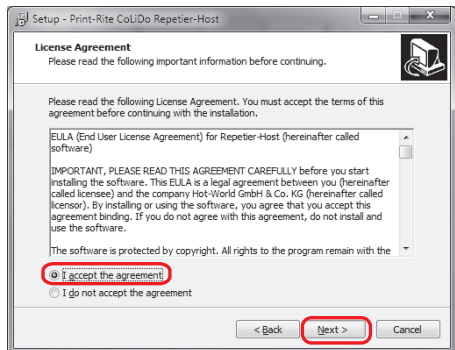 Setup - Print-Rite CoLiDo Repetier-Host
License Agreement
Please read the following important information before continuing.
Please read the following License Agreement. You must accept the terms of this
agreement before continuing with the installation.
EULA (End User License Agreement) for Repetier-Host (hereinafter called
software)
IMPORTANT, PLEASE READ THIS AGREEMENT CAREFULLY before you start
installing the software. This EULA is a legal agreement between you (hereinafter
called licensee) and the company Hot-World GmbH & Co. KG (hereinafter called
licensor). By installing or using the software, you agree that you accept this
agreement binding. If you do not agree with this agreement, do not install and
use the software.
The software is protected by copyright. All rights to the program remain with the
I accept the agreement
I do not accept the agreement
< Back Next > Cancel